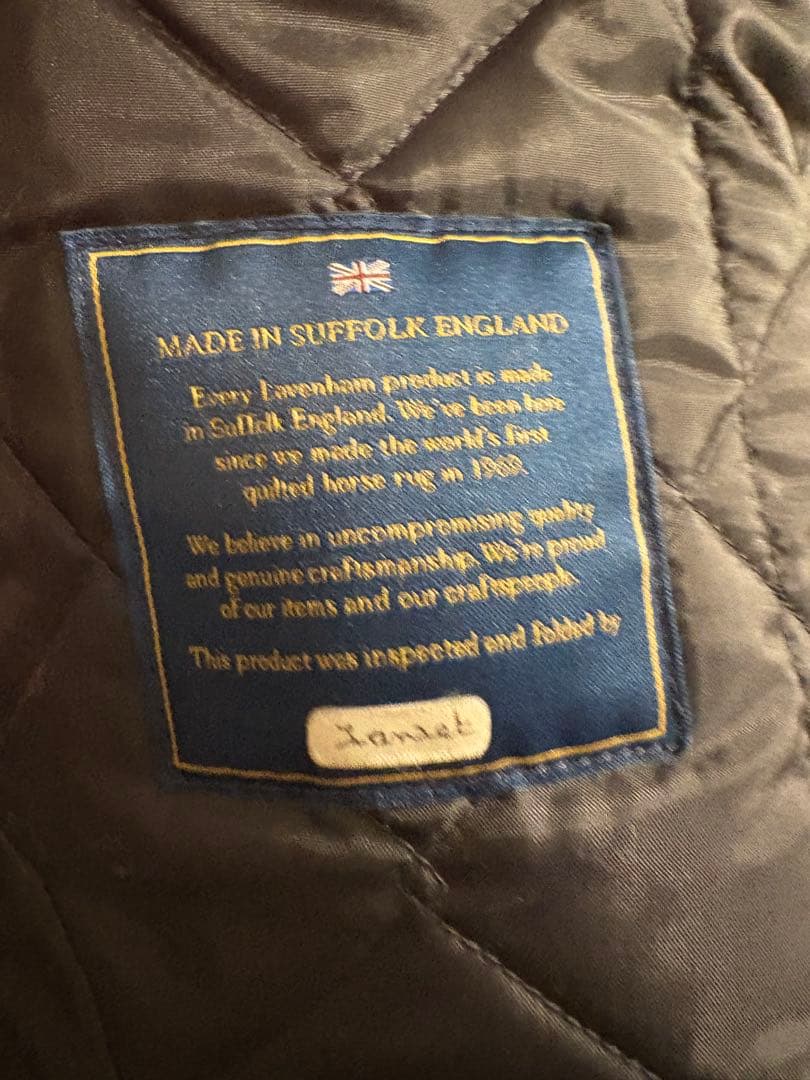 MADE IN SUFFOLK ENGLAND
Every Lavenham product is made
in Suffolk England. We've been here
since we made the world's first
quilted horse rug in 1969.
We believe in uncompromising quality
and genuine craftsmanship. We're proud
of our items and our craftspeople.
This product was inspected and folded by